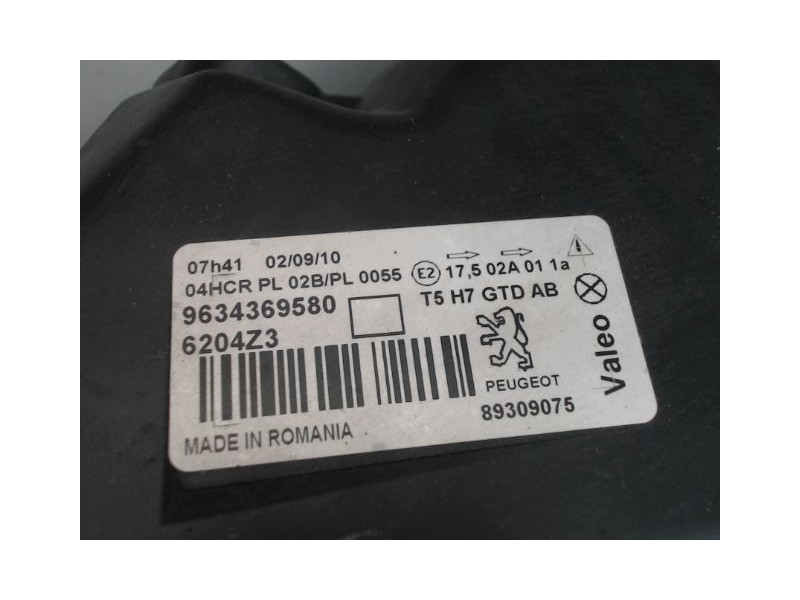 07h41 02/09/10
04HCR PL 02B/PL 0055 E2 17,5 02A 01 1a
9634369580 T5 H7 GTD AB
6204Z3
PEUGEOT
Valeo
89309075
MADE IN ROMANIA